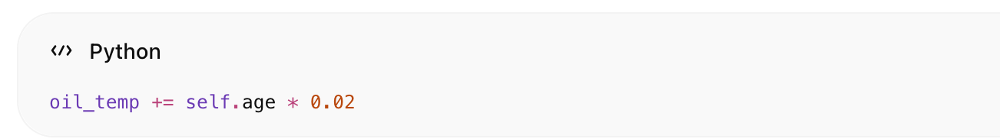 Python
oil_temp += self.age * 0.02